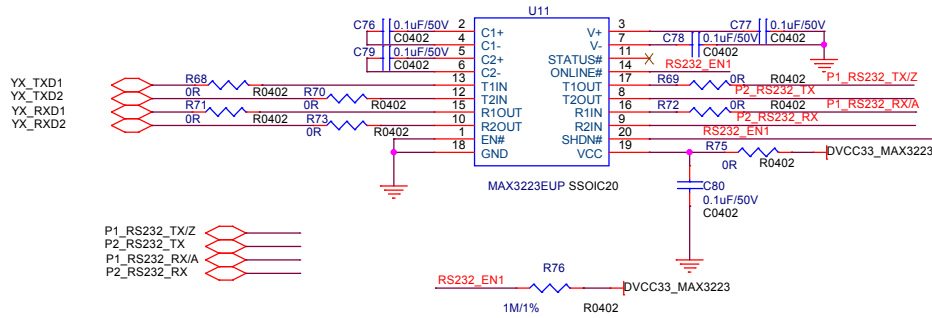 U11
C76 0.1uF/50V 2 C1+ V+ 3 C77 0.1uF/50V
C0402 4 C1- V- 7 C78 C0402
C79 0.1uF/50V 5 C2+ STATUS# 11 0.1uF/50V
C0402 6 C2- ONLINE# 14 C0402
RS232_EN1
YX_TXD1 R68 13 T1IN T1OUT 17 R69 0R R0402 P1_RS232_TX/Z
YX_TXD2 0R R0402 R70 12 T2IN T2OUT 8 P2_RS232_TX
YX_RXD1 R71 0R R0402 15 R1OUT R1IN 16 R72 0R R0402 P1_RS232_RX/A
YX_RXD2 0R R0402 R73 10 R2OUT R2IN 9 P2_RS232_RX
0R R0402 1 EN# SHDN# 20 RS232_EN1
18 GND VCC 19 R75 DVCC33_MAX3223
0R R0402
MAX3223EUP SSOIC20
C80
0.1uF/50V
C0402
P1_RS232_TX/Z
P2_RS232_TX
P1_RS232_RX/A
P2_RS232_RX
RS232_EN1 R76 DVCC33_MAX3223
1M/1% R0402